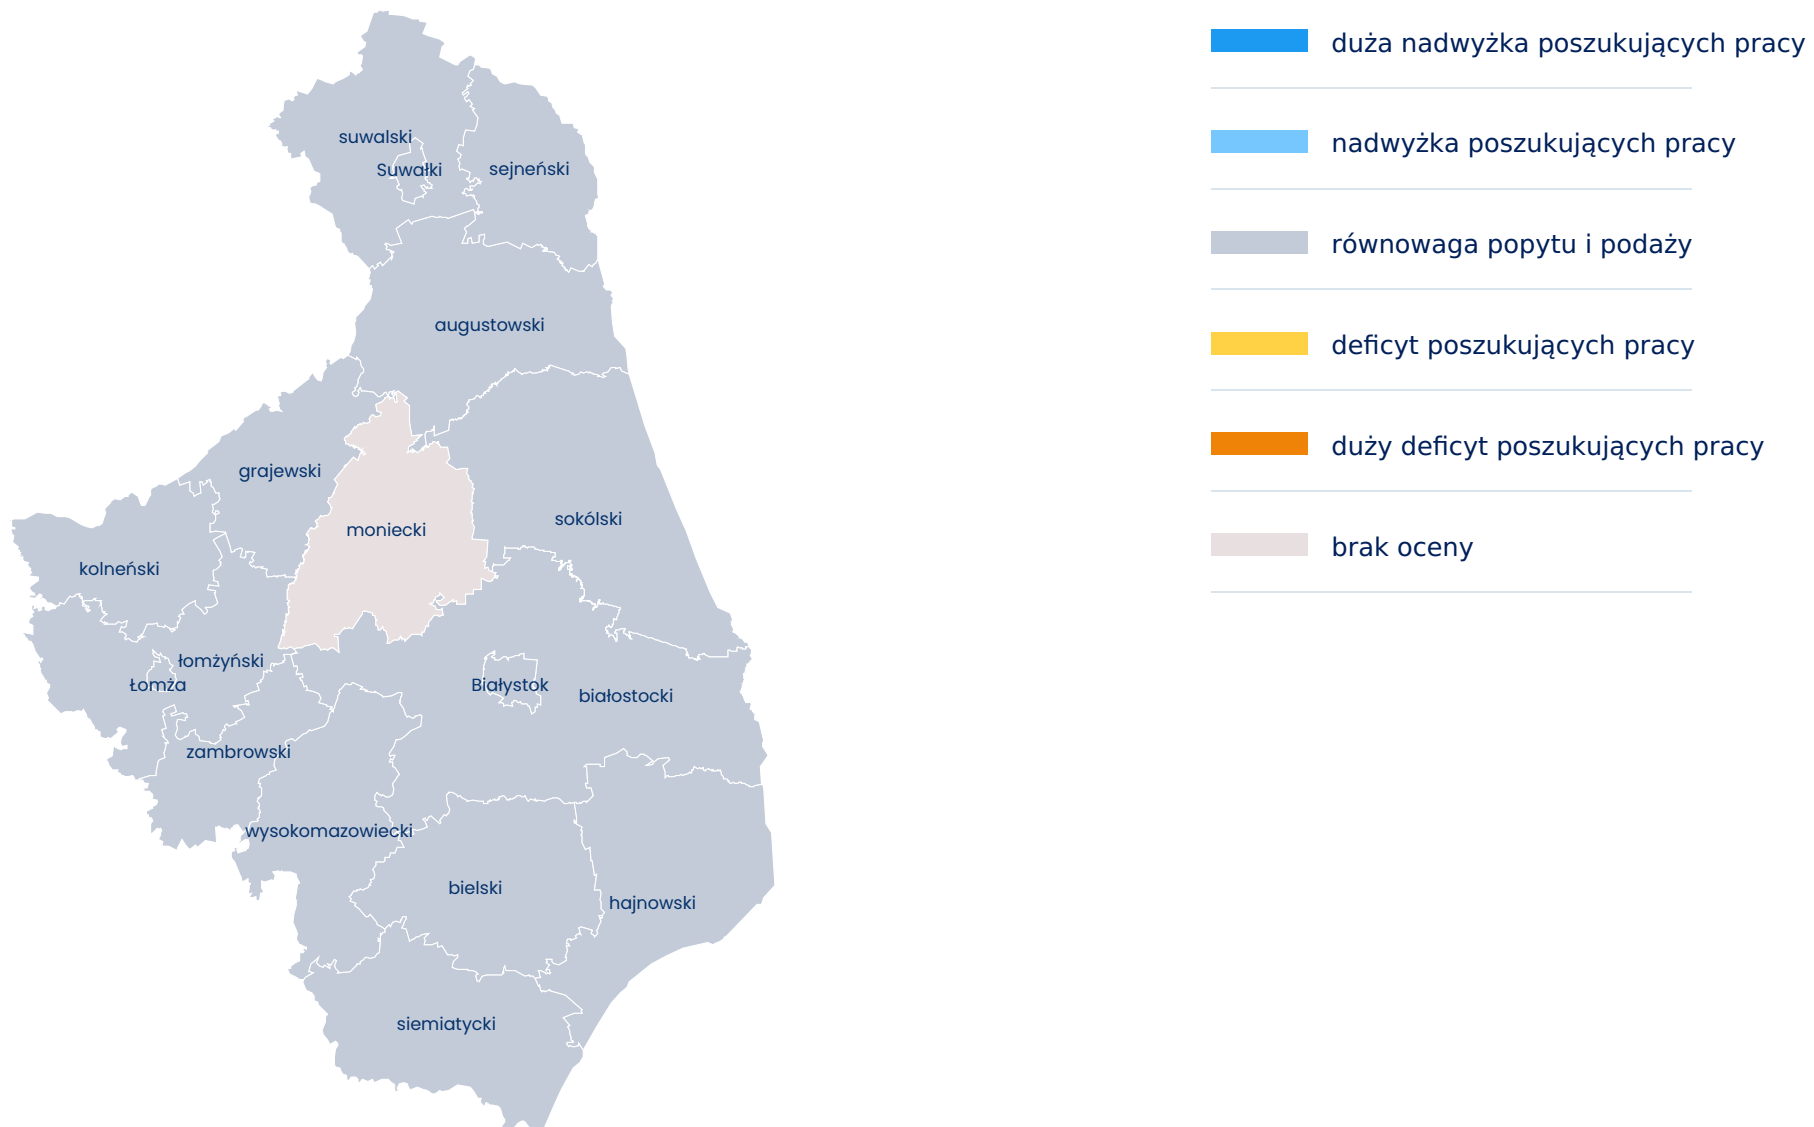 suwalski
Suwałki
sejneński
augustowski
grajewski
moniecki
sokólski
kolneński
łomżyński
Łomża
Białystok
białostocki
zambrowski
wysokomazowiecki
bielski
hajnowski
siemiatycki
duża nadwyżka poszukujących pracy
nadwyżka poszukujących pracy
równowaga popytu i podaży
deficyt poszukujących pracy
duży deficyt poszukujących pracy
brak oceny